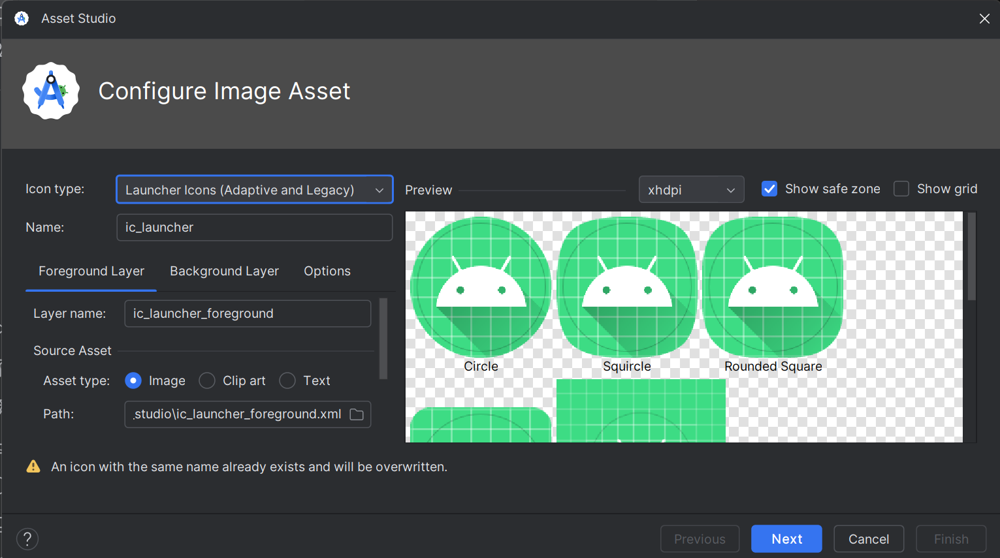 Asset Studio
Configure Image Asset
Icon type:
Launcher Icons (Adaptive and Legacy)
Name:
ic_launcher
Foreground Layer
Background Layer
Options
Layer name:
ic_launcher_foreground
Source Asset
Asset type:
Image
Clip art
Text
Path:
.studio\ic_launcher_foreground.xml
Preview
xhdpi
Show safe zone
Show grid
Circle
Squircle
Rounded Square
An icon with the same name already exists and will be overwritten.
?
Previous
Next
Cancel
Finish